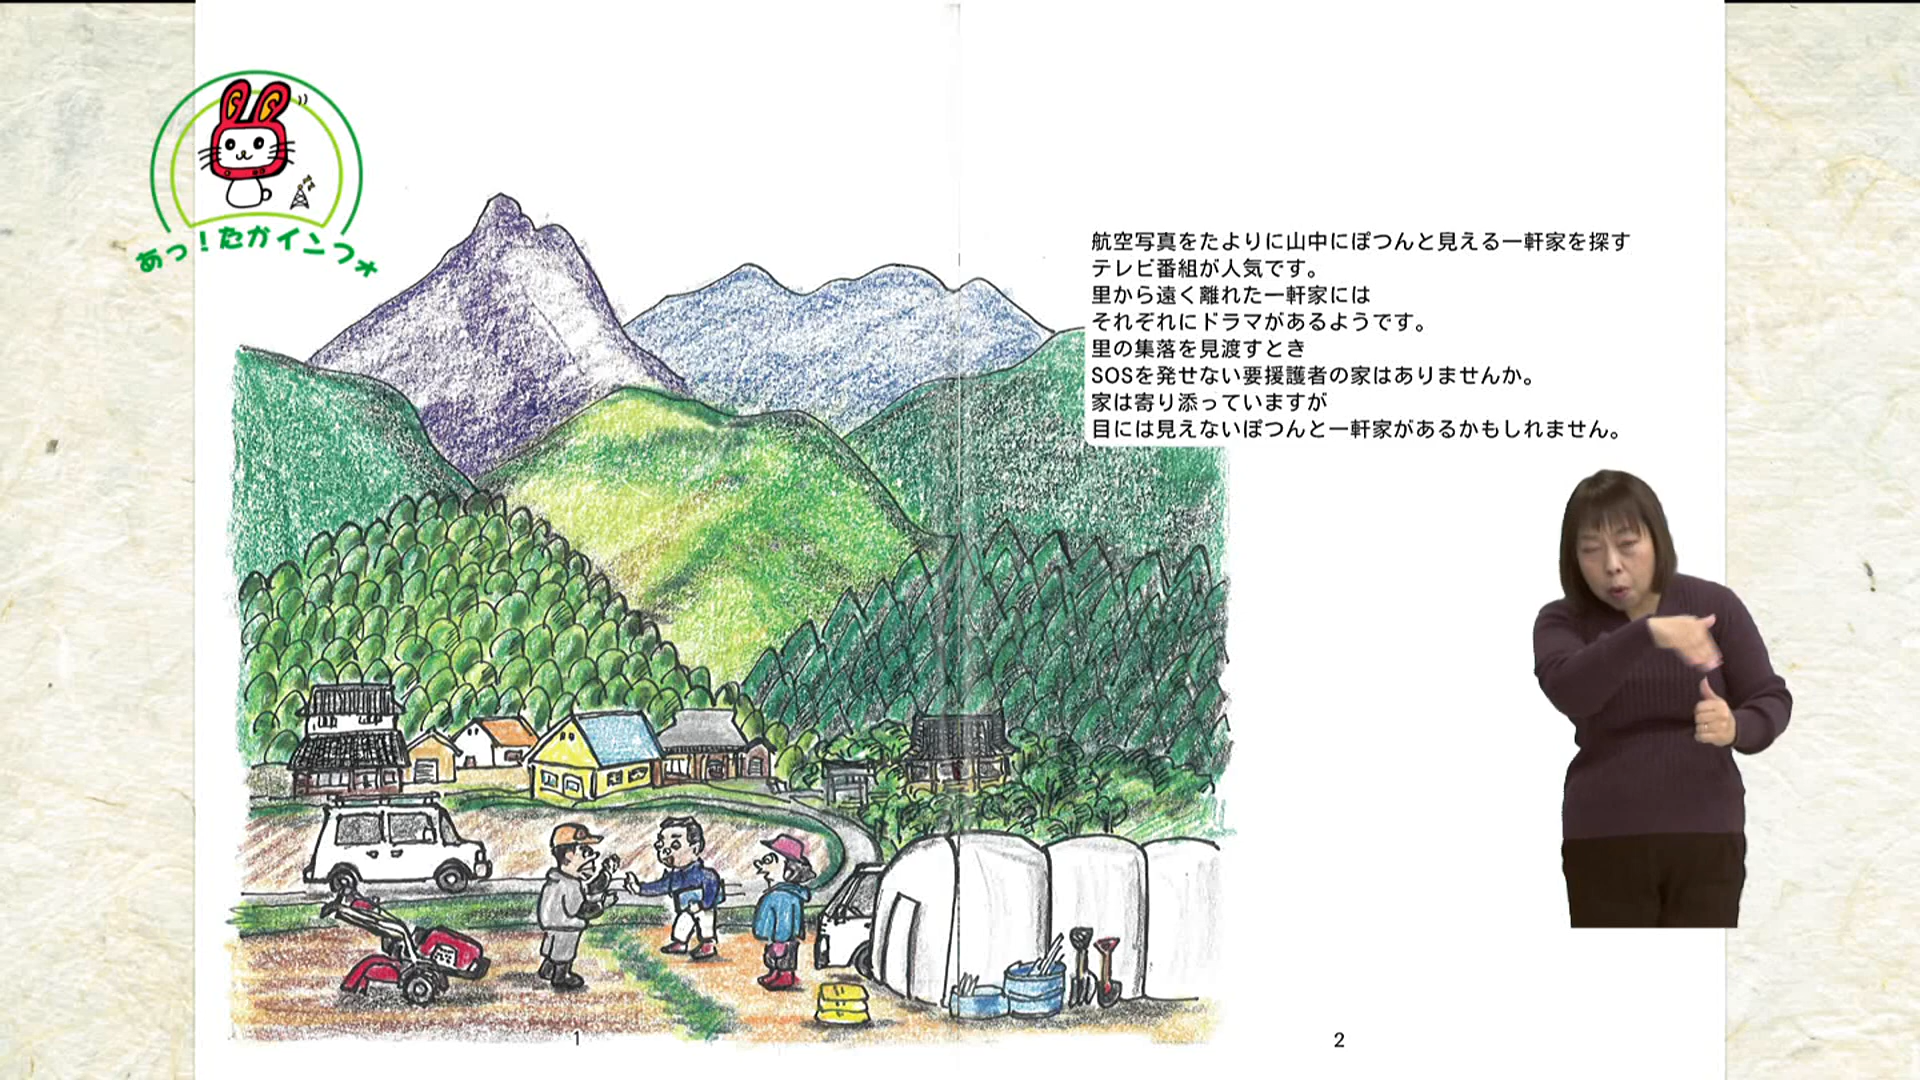 あっ!たかインフォ
航空写真をたよりに山中にぽつんと見える一軒家を探す
テレビ番組が人気です。
里から遠く離れた一軒家には
それぞれにドラマがあるようです。
里の集落を見渡すとき
SOSを発せない要援護者の家はありませんか。
家は寄り添っていますが
目には見えないぽつんと一軒家があるかもしれません。
1
2